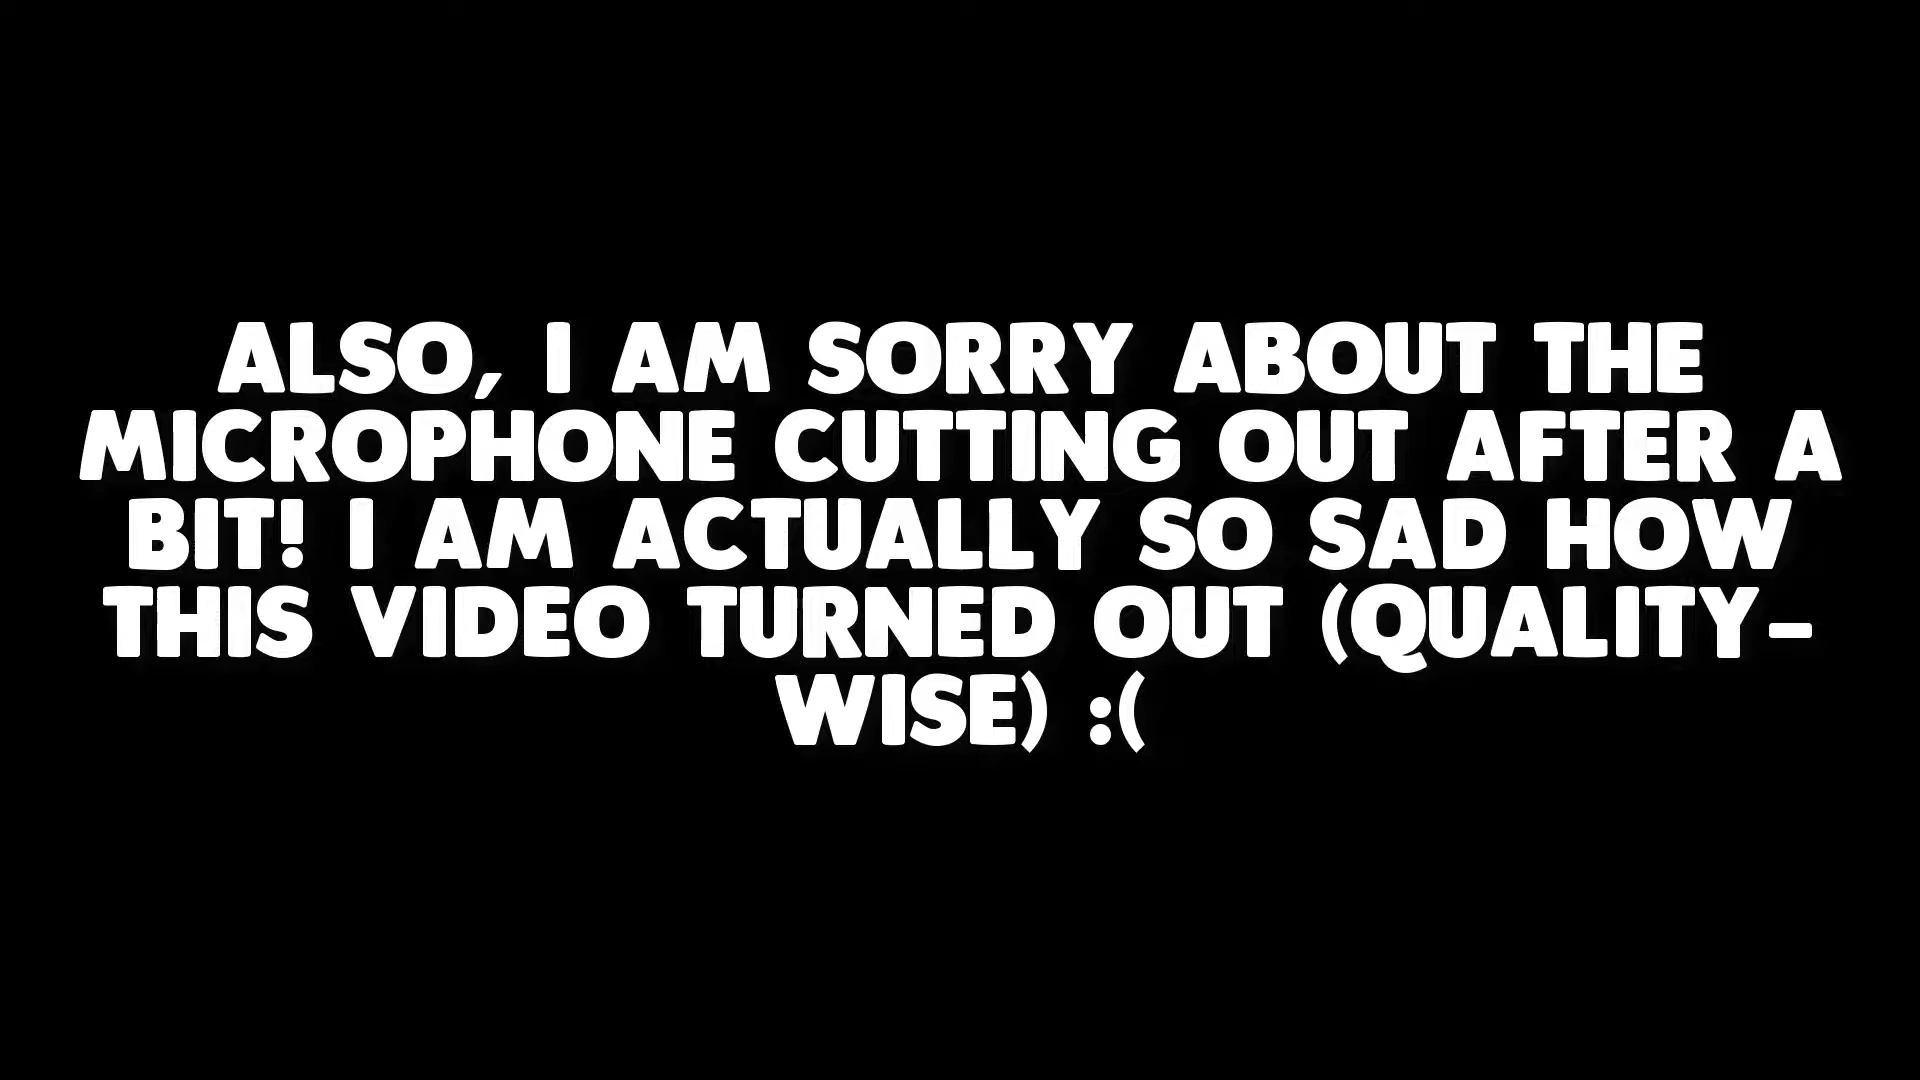 ALSO, I AM SORRY ABOUT THE
MICROPHONE CUTTING OUT AFTER A
BIT! I AM ACTUALLY SO SAD HOW
THIS VIDEO TURNED OUT (QUALITY-
WISE) :(